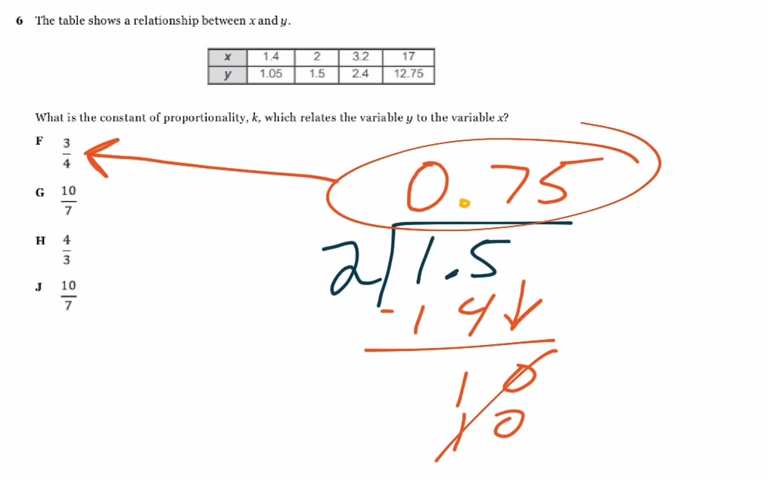 6 The table shows a relationship between x and y.
x 1.4 2 3.2 17
y 1.05 1.5 2.4 12.75
What is the constant of proportionality, k, which relates the variable y to the variable x?
F 3/4
G 10/7
H 4/3
J 10/7
0.75
2 1.5
- 1 4
1 0
1 0